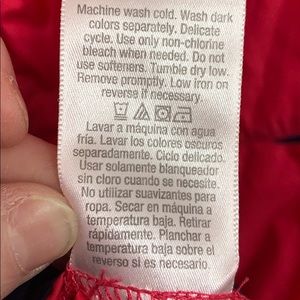 Machine wash cold. Wash dark
colors separately. Delicate
cycle. Use only non-chlorine
bleach when needed. Do not
use softeners. Tumble dry low.
Remove promptly. Low iron on
reverse if necessary.
Lavar a máquina con agua
fría. Lavar los colores oscuros
separadamente. Ciclo delicado.
Usar solamente blanqueador
sin cloro cuando se necesite.
No utilizar suavizantes para
ropa. Secar en máquina a
temperatura baja. Retirar
rápidamente. Planchar a
temperatura baja sobre el
reverso si es necesario.